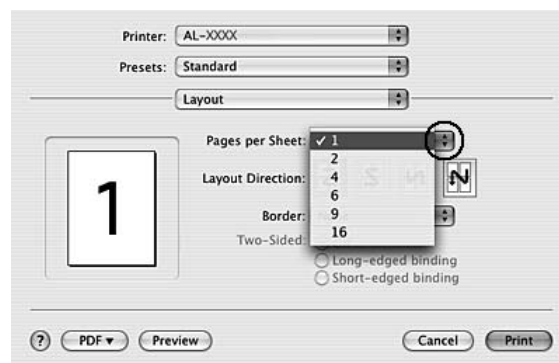 Printer: AL-XXXX
Presets: Standard
Layout
Pages per Sheet: ✓ 1
2
Layout Direction: 4
6
Border: 9
Two-Sided: 16
Long-edged binding
Short-edged binding
1
? PDF ▼ Preview Cancel Print